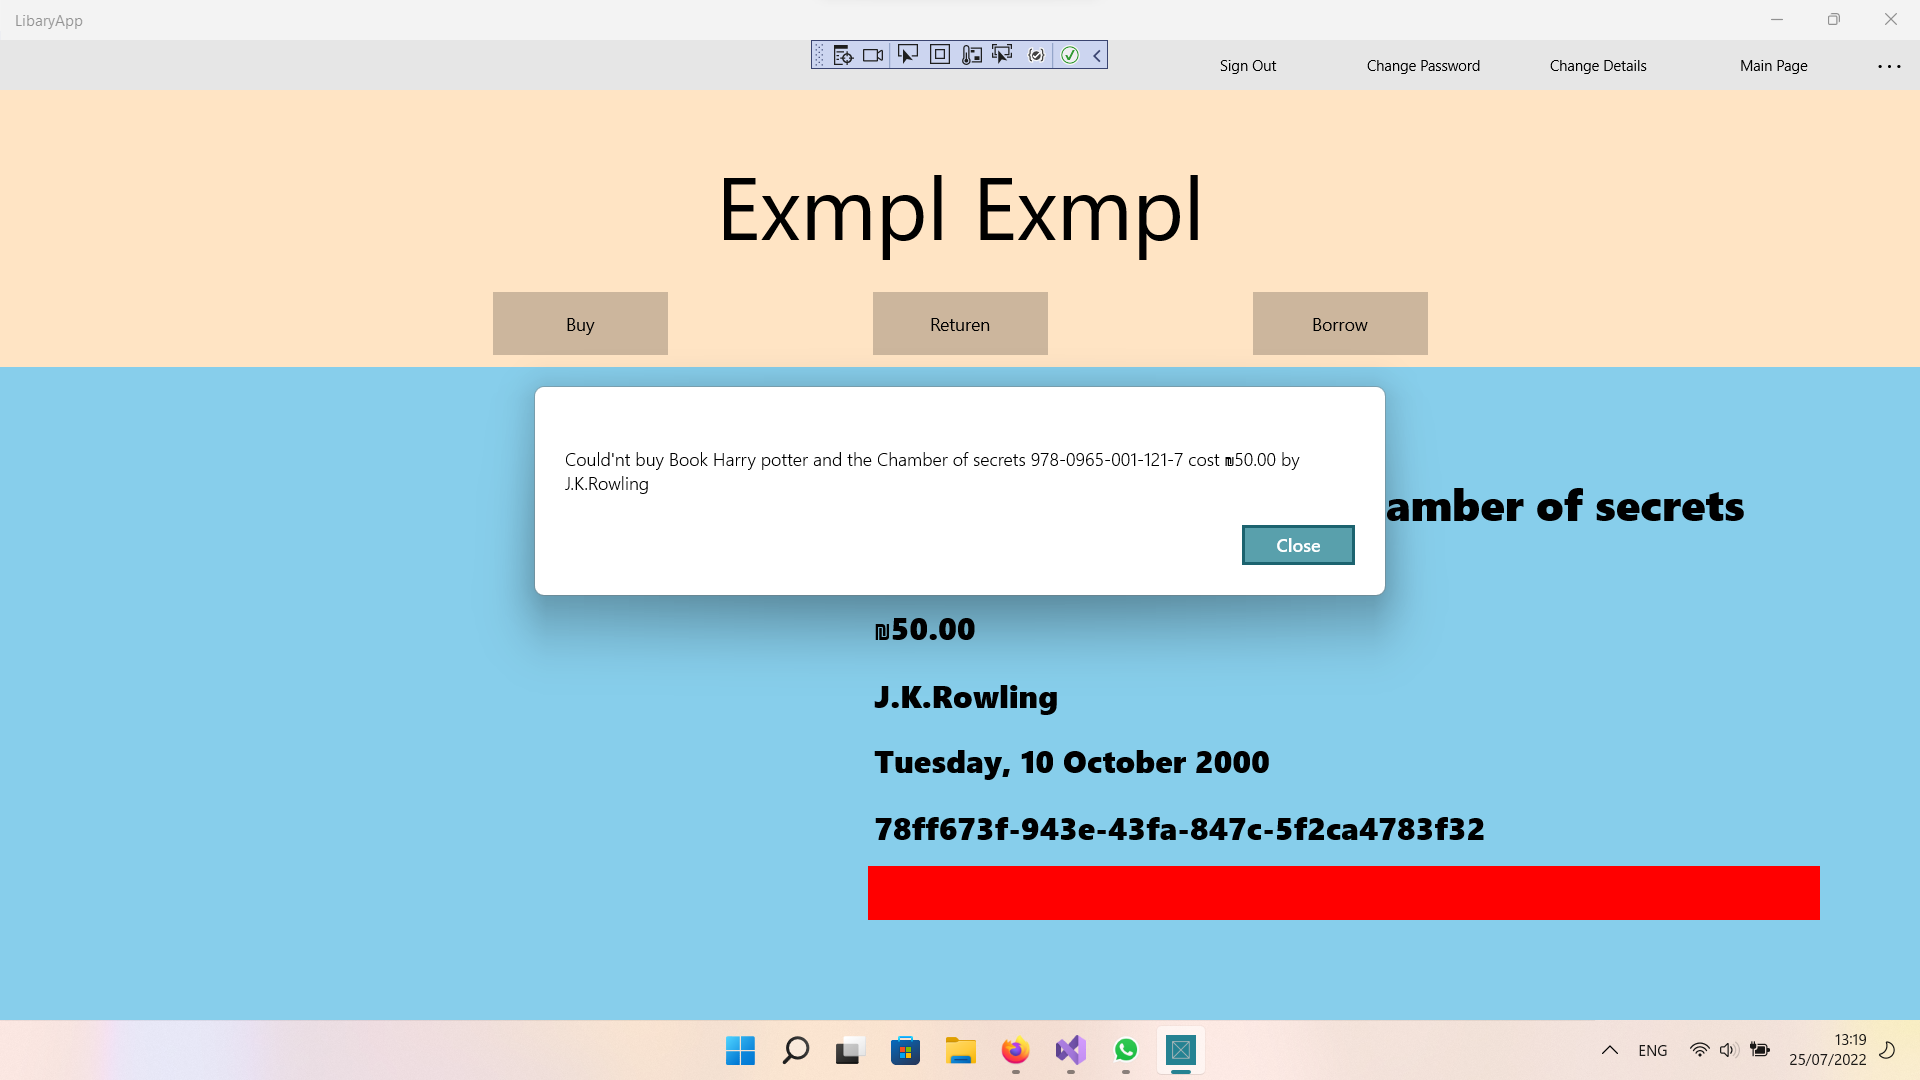 LibaryApp
Sign Out
Change Password
Change Details
Main Page
Exmpl Exmpl
Buy
Returen
Borrow
Could'nt buy Book Harry potter and the Chamber of secrets 978-0965-001-121-7 cost ₪50.00 by
J.K.Rowling
amber of secrets
Close
₪50.00
J.K.Rowling
Tuesday, 10 October 2000
78ff673f-943e-43fa-847c-5f2ca4783f32
ENG
13:19
25/07/2022